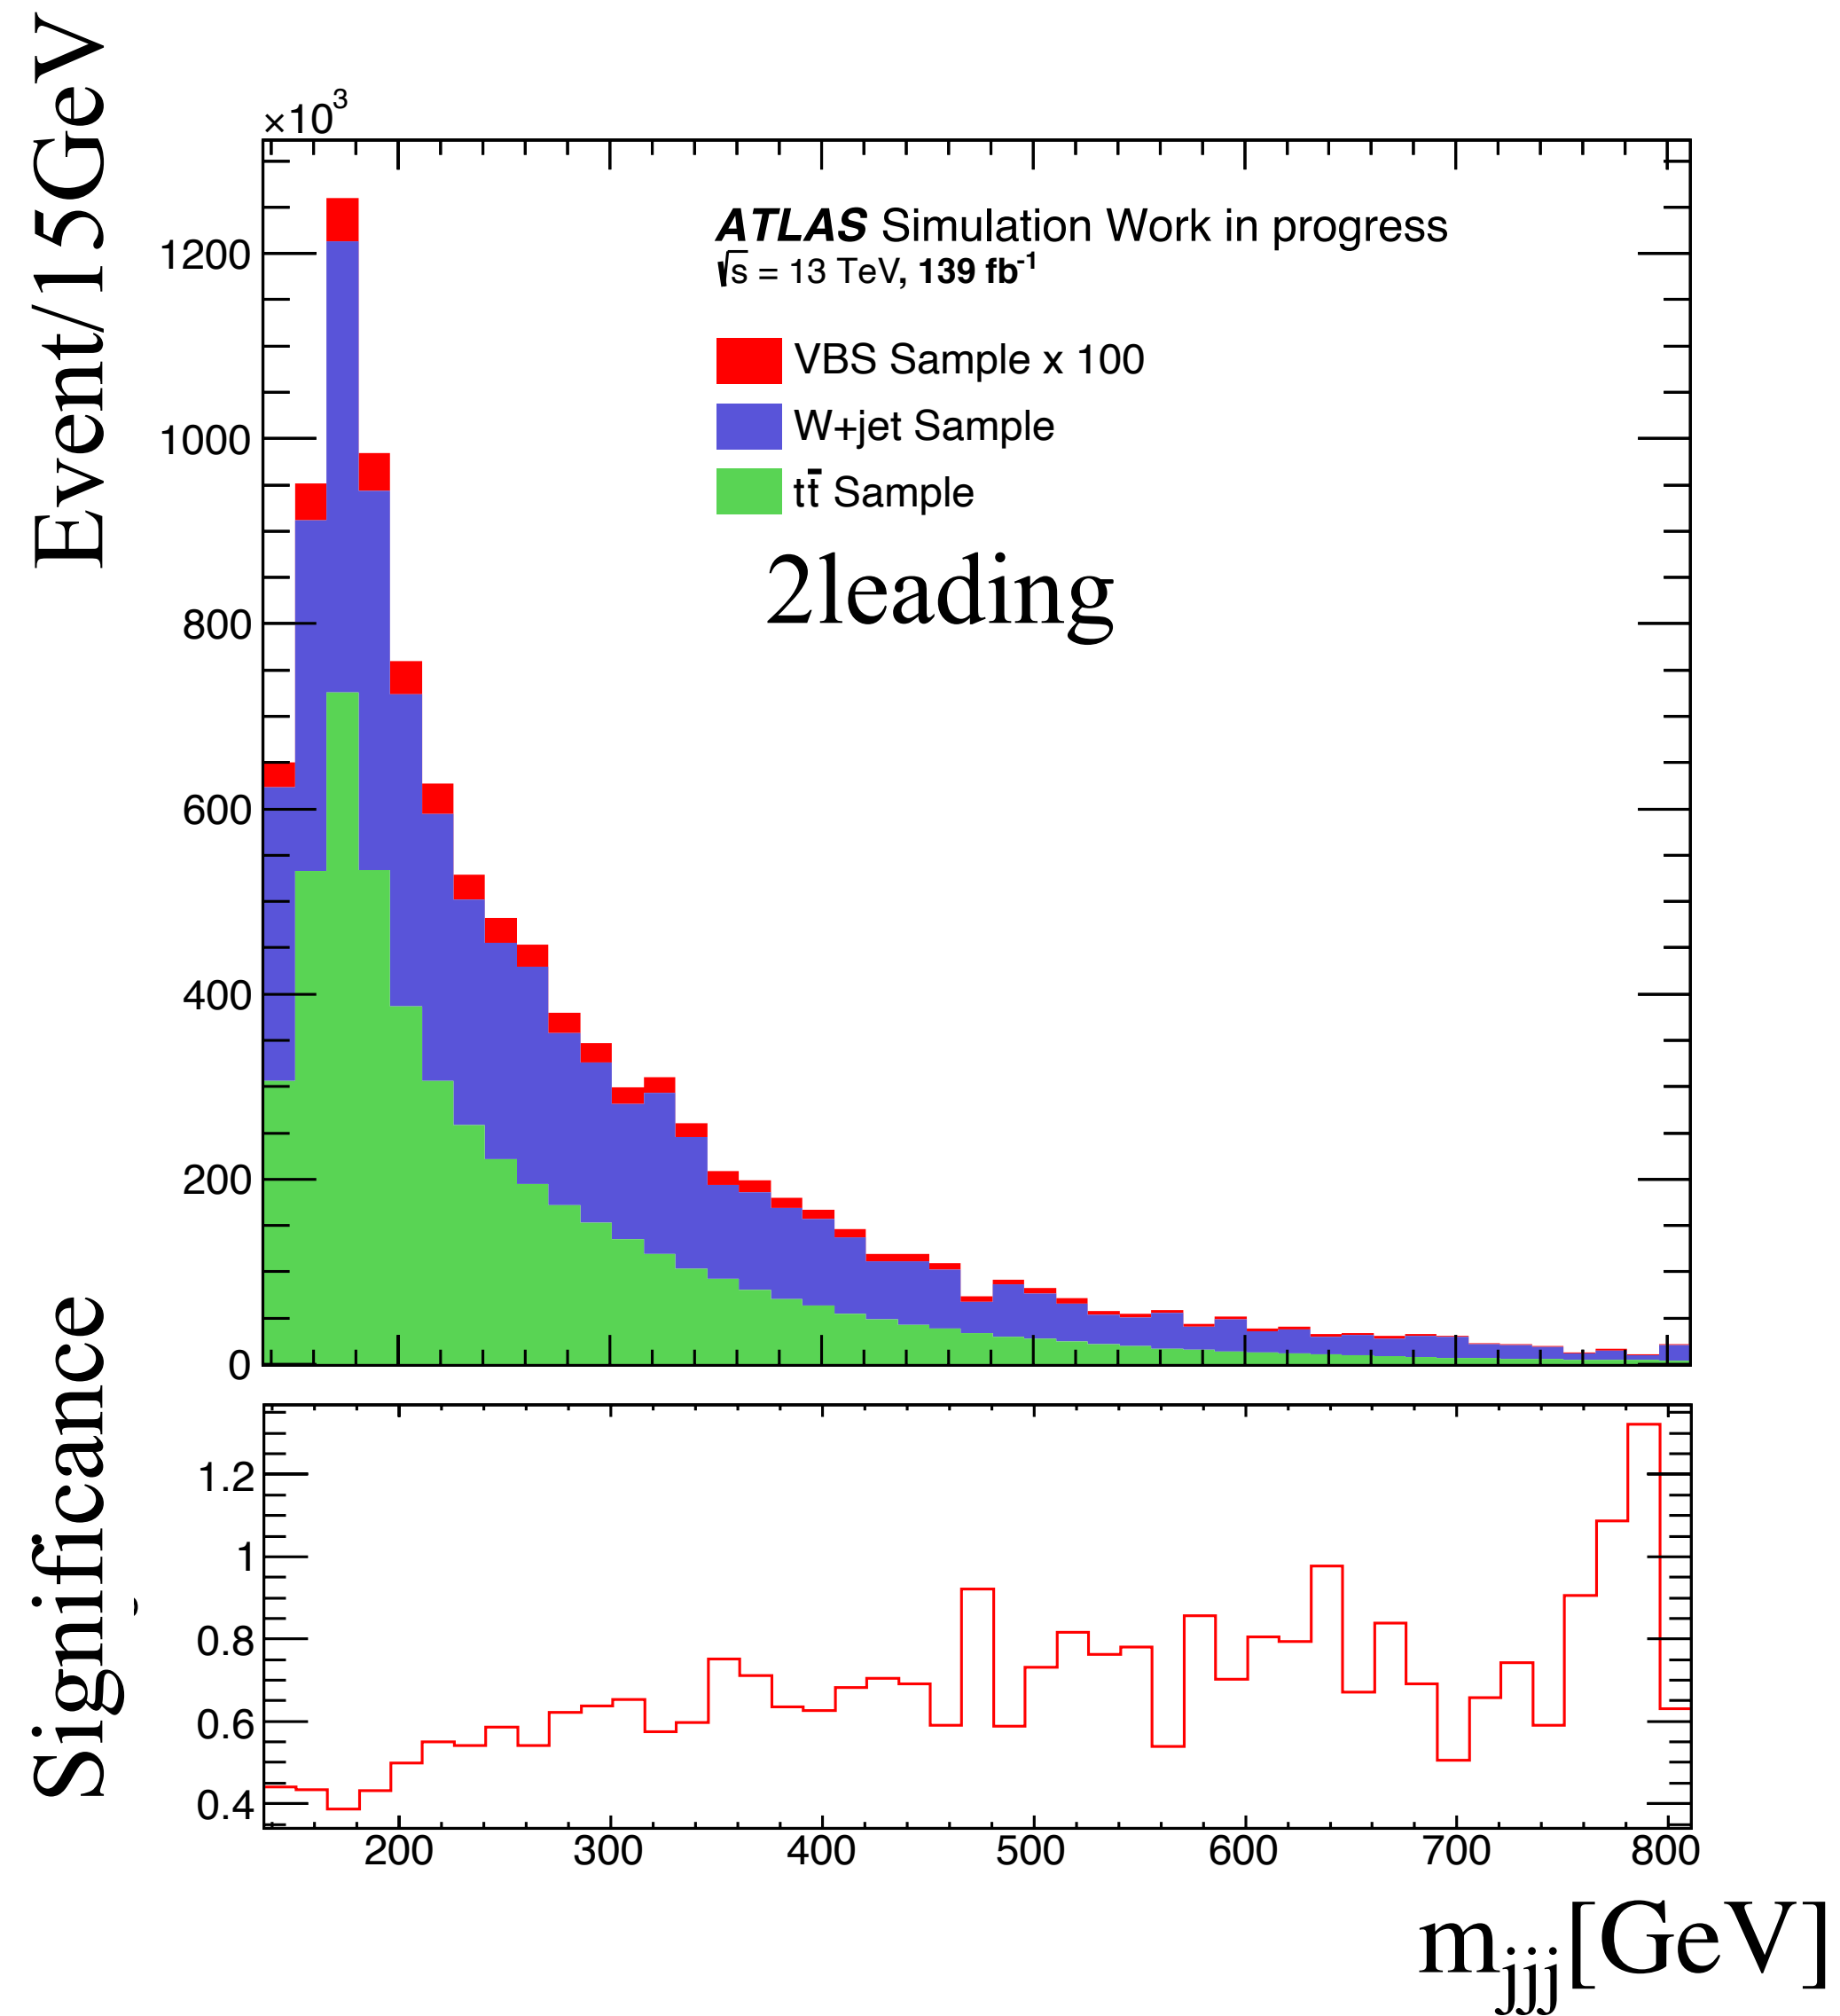 Event/15GeV
×10³
ATLAS Simulation Work in progress
√s = 13 TeV, 139 fb⁻¹
VBS Sample x 100
W+jet Sample
tt̄ Sample
2leading
1200
1000
800
600
400
200
0
Significance
1.2
1
0.8
0.6
0.4
200 300 400 500 600 700 800
m_jjj[GeV]